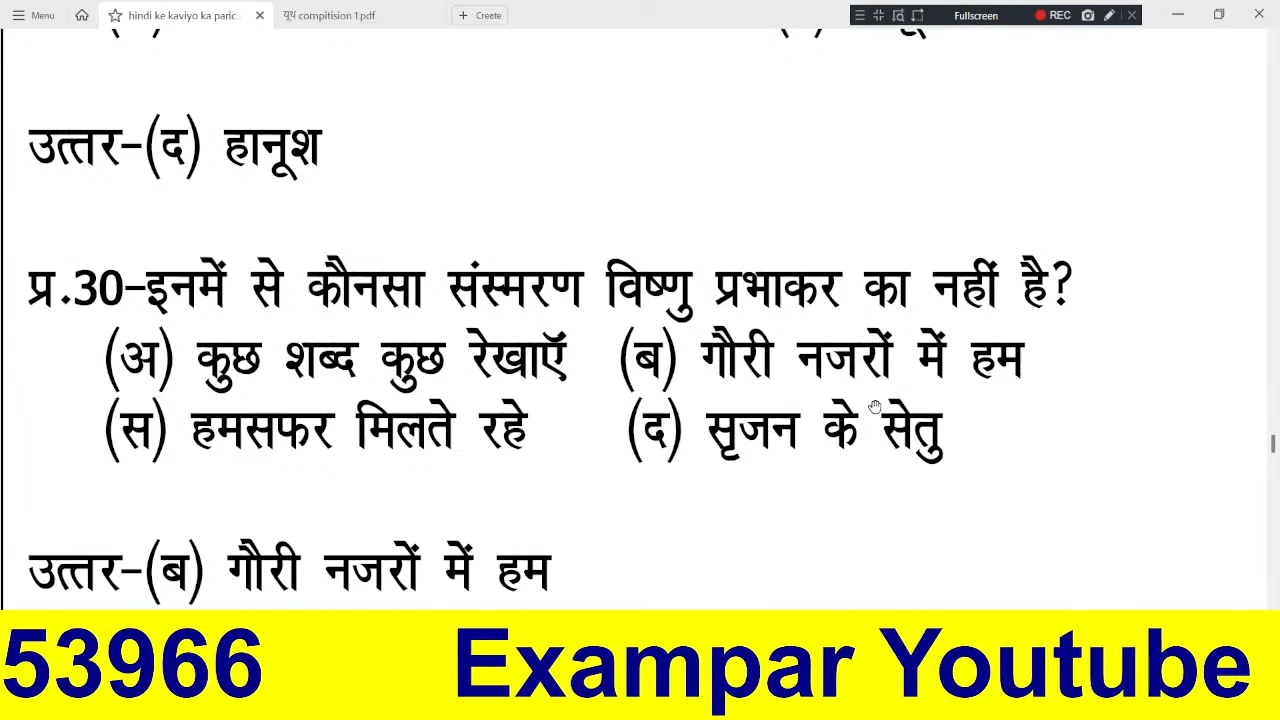 Menu
hindi ke kaviyo ka paric...
यूथ compitision 1.pdf
Create
Fullscreen
REC
उत्तर-(द) हानूश
प्र.30-इनमें से कौनसा संस्मरण विष्णु प्रभाकर का नहीं है?
(अ) कुछ शब्द कुछ रेखाएँ (ब) गौरी नजरों में हम
(स) हमसफर मिलते रहे (द) सृजन के सेतु
उत्तर-(ब) गौरी नजरों में हम
53966 Exampar Youtube